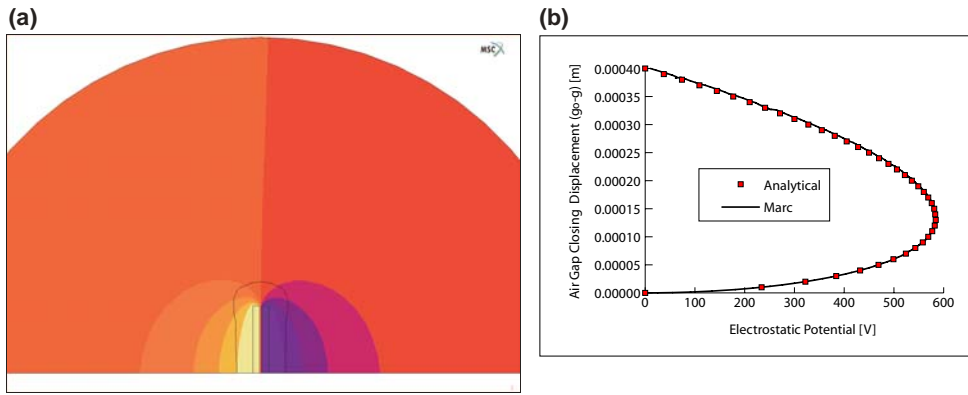 (a)
MSC
(b)
Air Gap Closing Displacement (go-g) [m]
0.00040
0.00035
0.00030
0.00025
0.00020
0.00015
0.00010
0.00005
0.00000
Analytical
Marc
0 100 200 300 400 500 600
Electrostatic Potential [V]